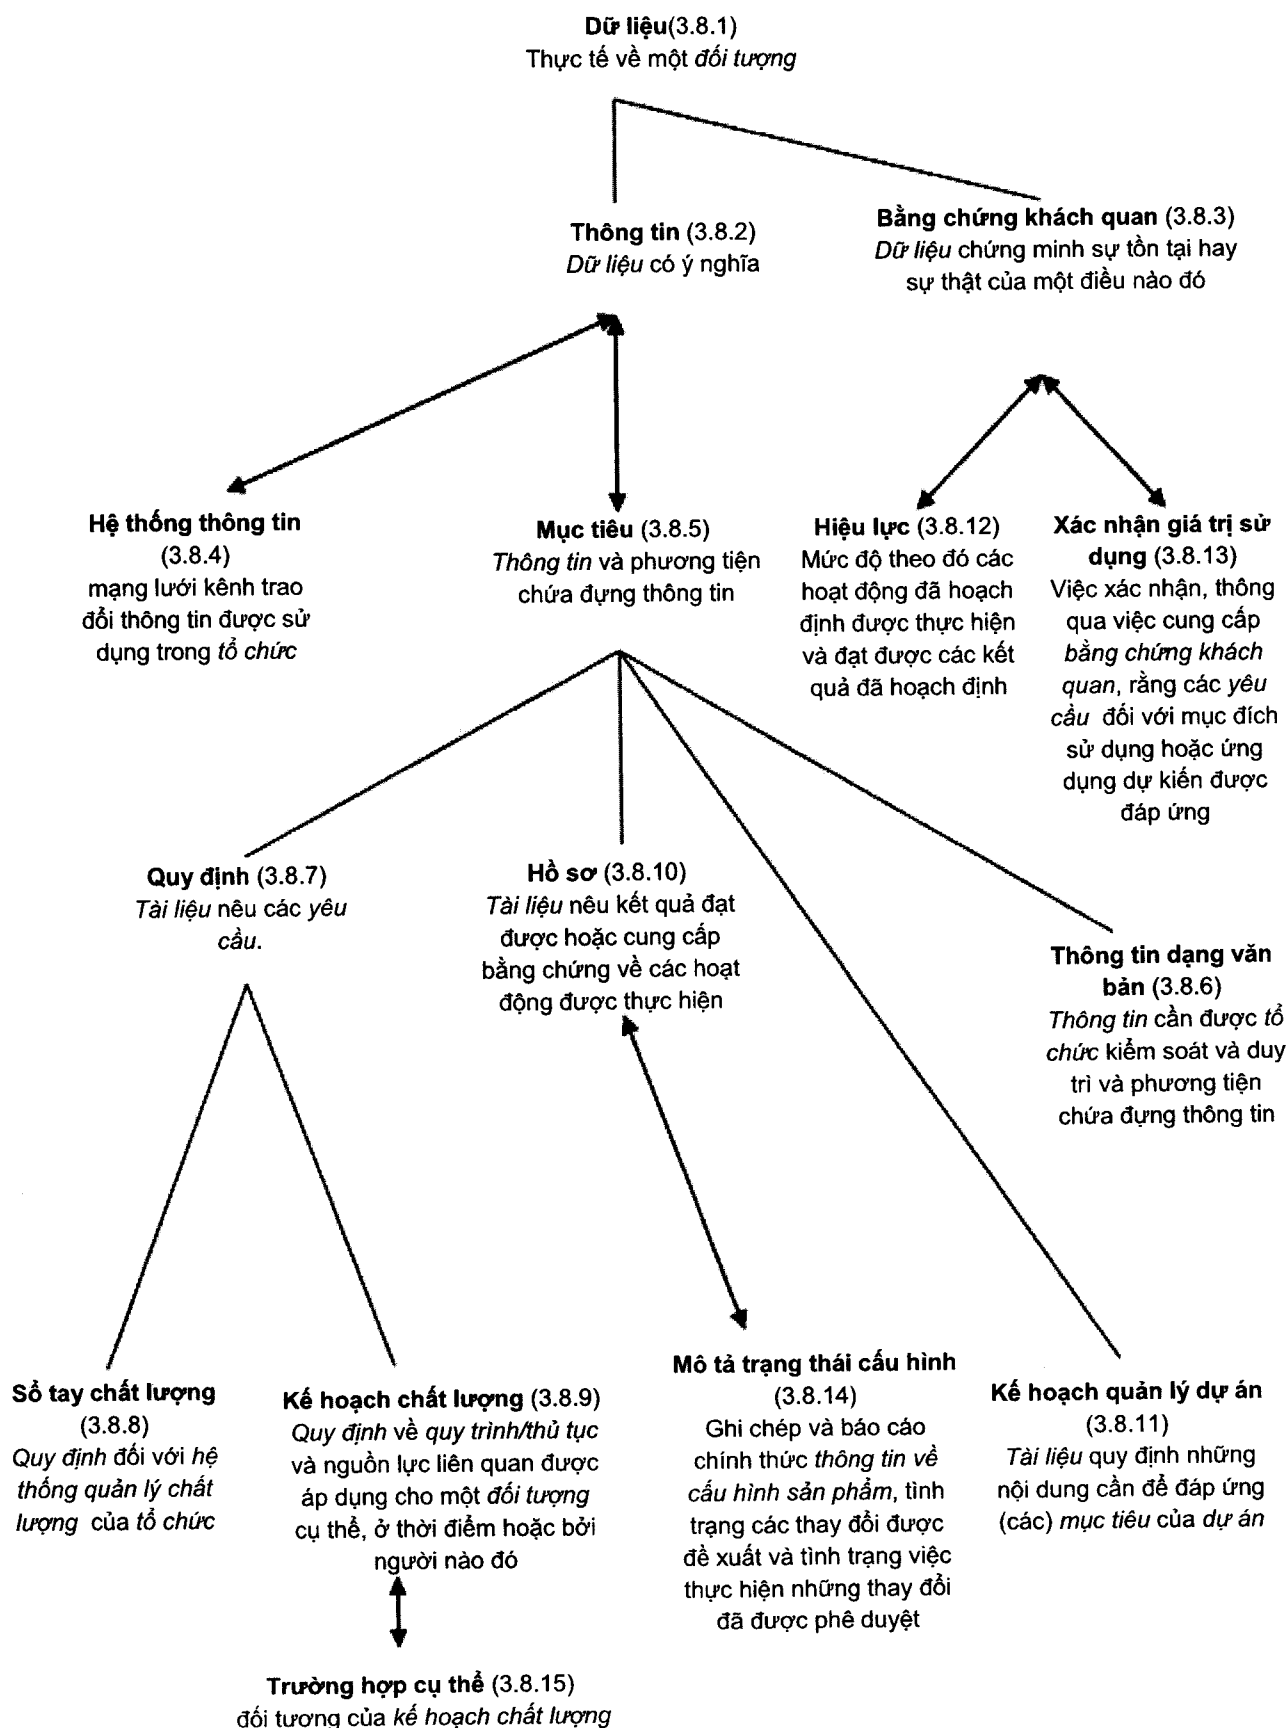 Dữ liệu(3.8.1)
Thực tế về một đối tượng
Thông tin (3.8.2)
Dữ liệu có ý nghĩa
Bằng chứng khách quan (3.8.3)
Dữ liệu chứng minh sự tồn tại hay
sự thật của một điều nào đó
Hệ thống thông tin
(3.8.4)
mạng lưới kênh trao
đổi thông tin được sử
dụng trong tổ chức
Mục tiêu (3.8.5)
Thông tin và phương tiện
chứa đựng thông tin
Hiệu lực (3.8.12)
Mức độ theo đó các
hoạt động đã hoạch
định được thực hiện
và đạt được các kết
quả đã hoạch định
Xác nhận giá trị sử
dụng (3.8.13)
Việc xác nhận, thông
qua việc cung cấp
bằng chứng khách
quan, rằng các yêu
cầu đối với mục đích
sử dụng hoặc ứng
dụng dự kiến được
đáp ứng
Quy định (3.8.7)
Tài liệu nêu các yêu
cầu.
Hồ sơ (3.8.10)
Tài liệu nêu kết quả đạt
được hoặc cung cấp
bằng chứng về các hoạt
động được thực hiện
Thông tin dạng văn
bản (3.8.6)
Thông tin cần được tổ
chức kiểm soát và duy
trì và phương tiện
chứa đựng thông tin
Sổ tay chất lượng
(3.8.8)
Quy định đối với hệ
thống quản lý chất
lượng của tổ chức
Kế hoạch chất lượng (3.8.9)
Quy định về quy trình/thủ tục
và nguồn lực liên quan được
áp dụng cho một đối tượng
cụ thể, ở thời điểm hoặc bởi
người nào đó
Mô tả trạng thái cấu hình
(3.8.14)
Ghi chép và báo cáo
chính thức thông tin về
cấu hình sản phẩm, tình
trạng các thay đổi được
đề xuất và tình trạng việc
thực hiện những thay đổi
đã được phê duyệt
Kế hoạch quản lý dự án
(3.8.11)
Tài liệu quy định những
nội dung cần để đáp ứng
(các) mục tiêu của dự án
Trường hợp cụ thể (3.8.15)
đối tượng của kế hoạch chất lượng